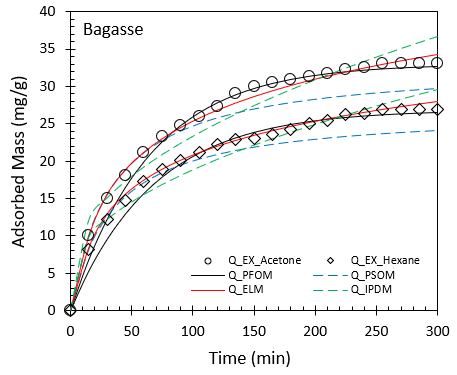 Bagasse
40
35
30
25
20
15
10
5
0
Adsorbed Mass (mg/g)
Q_EX_Acetone Q_EX_Hexane
Q_PFOM Q_PSOM
Q_ELM Q_IPDM
0 50 100 150 200 250 300
Time (min)